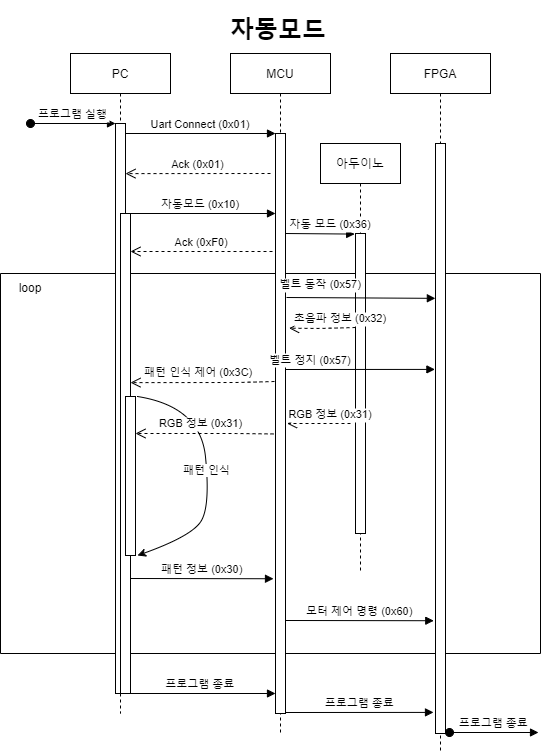 자동모드
PC
MCU
FPGA
프로그램 실행
Uart Connect (0x01)
아두이노
Ack (0x01)
자동모드 (0x10)
자동 모드 (0x36)
Ack (0xF0)
loop
벨트 동작 (0x57)
초음파 정보 (0x32)
벨트 정지 (0x57)
패턴 인식 제어 (0x3C)
RGB 정보 (0x31)
RGB 정보 (0x31)
패턴 인식
패턴 정보 (0x30)
모터 제어 명령 (0x60)
프로그램 종료
프로그램 종료
프로그램 종료